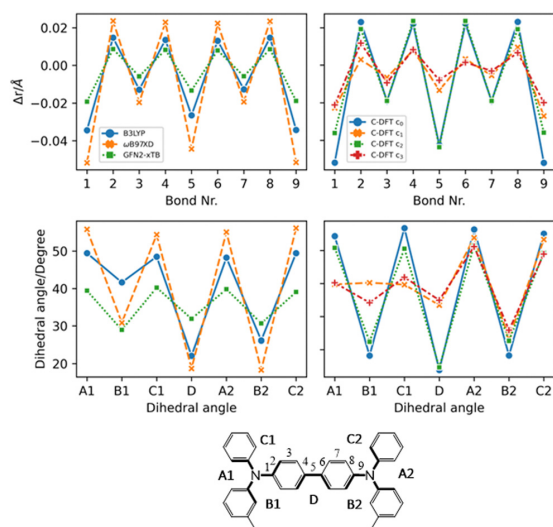 0.02
0.00
−0.02
−0.04
Δr/Å
B3LYP
ωB97XD
GFN2-xTB
1 2 3 4 5 6 7 8 9
Bond Nr.
C-DFT c₀
C-DFT c₁
C-DFT c₂
C-DFT c₃
1 2 3 4 5 6 7 8 9
Bond Nr.
50
40
30
20
Dihedral angle/Degree
A1 B1 C1 D A2 B2 C2
Dihedral angle
A1 B1 C1 D A2 B2 C2
Dihedral angle
C1 C2
3 7
A1 N 1 2 4 5 6 8 9 N A2
B1 D B2